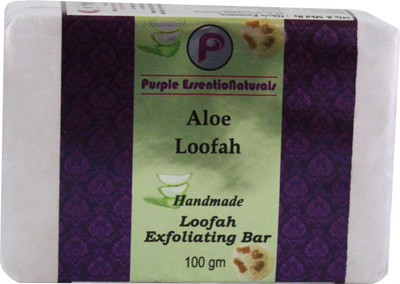 P
Purple EssentioNaturals
Aloe
Loofah
Handmade
Loofah
Exfoliating Bar
100 gm